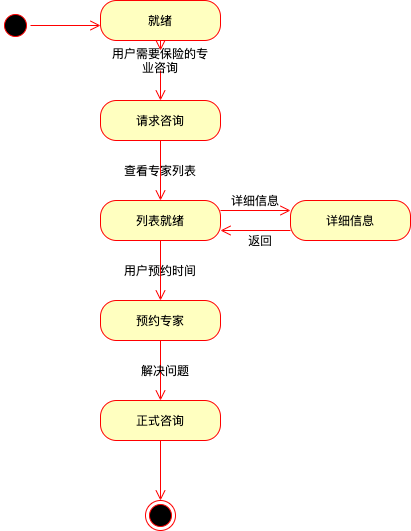 就绪
用户需要保险的专
业咨询
请求咨询
查看专家列表
详细信息
列表就绪
详细信息
返回
用户预约时间
预约专家
解决问题
正式咨询